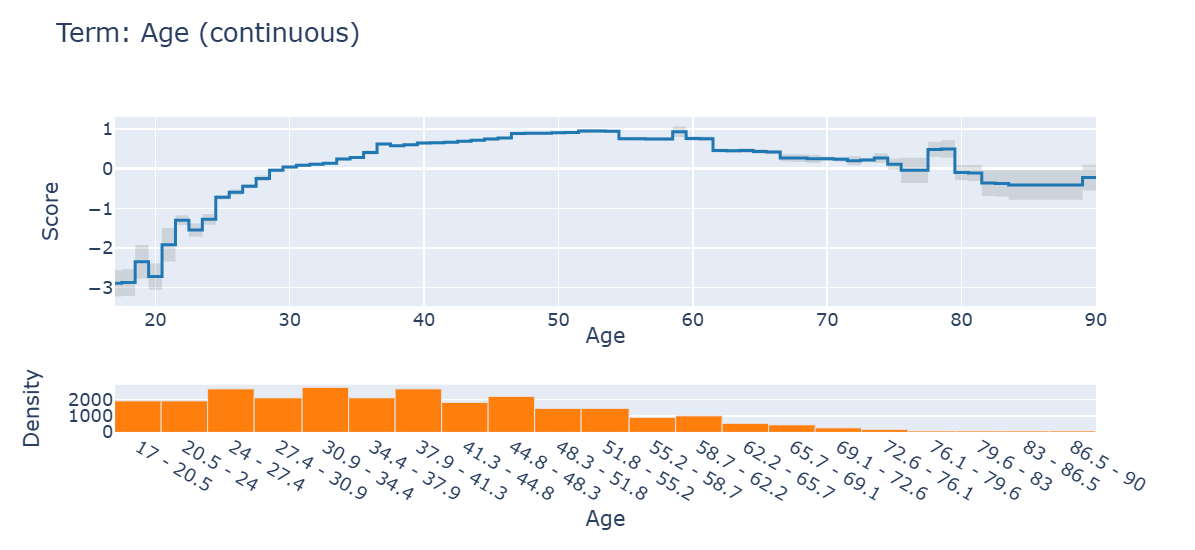 Term: Age (continuous)
1
0
−1
−2
−3
Score
20 30 40 50 60 70 80 90
Age
2000
1000
0
Density
17 - 20.5
20.5 - 24
24 - 27.4
27.4 - 30.9
30.9 - 34.4
34.4 - 37.9
37.9 - 41.3
41.3 - 44.8
44.8 - 48.3
48.3 - 51.8
51.8 - 55.2
55.2 - 58.7
58.7 - 62.2
62.2 - 65.7
65.7 - 69.1
69.1 - 72.6
72.6 - 76.1
76.1 - 79.6
79.6 - 83
83 - 86.5
86.5 - 90
Age